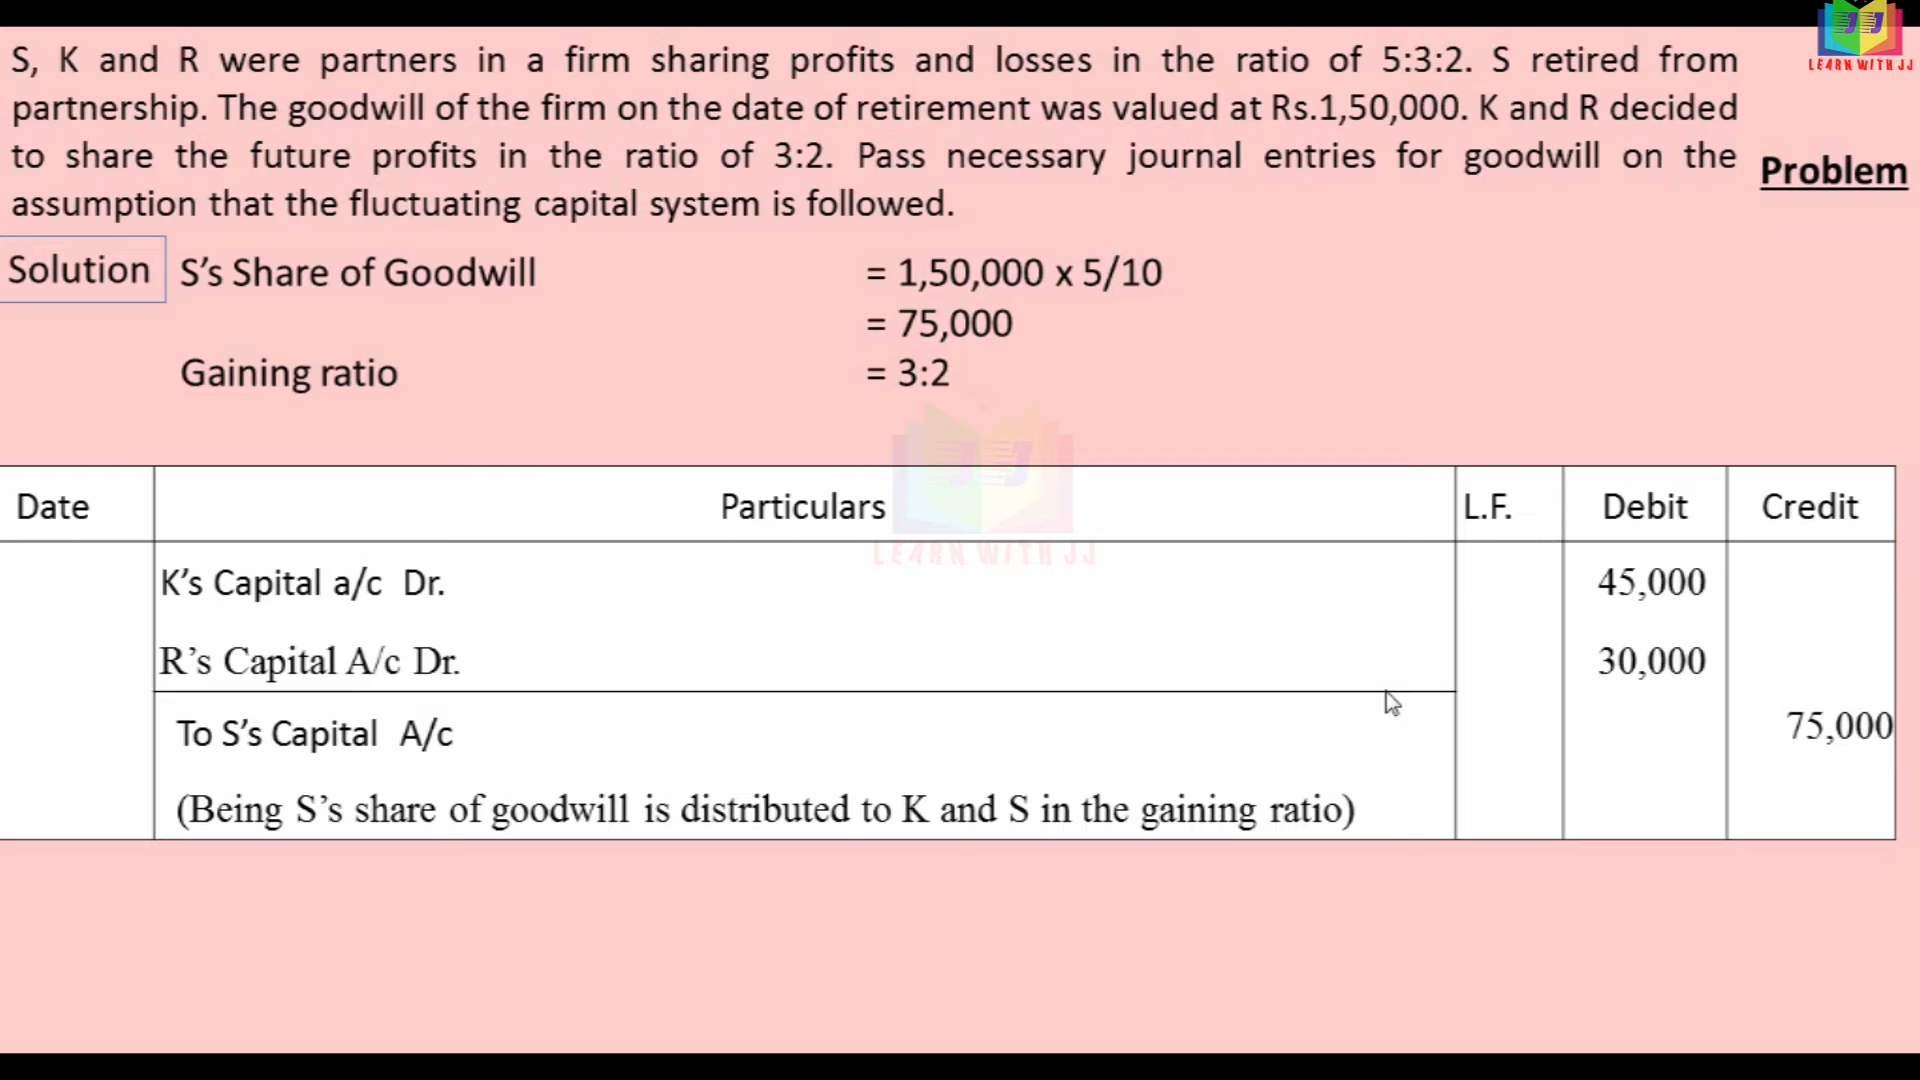 LEARN WITH JJ
S, K and R were partners in a firm sharing profits and losses in the ratio of 5:3:2. S retired from
partnership. The goodwill of the firm on the date of retirement was valued at Rs.1,50,000. K and R decided
to share the future profits in the ratio of 3:2. Pass necessary journal entries for goodwill on the
assumption that the fluctuating capital system is followed.
Problem
Solution S’s Share of Goodwill = 1,50,000 x 5/10
= 75,000
Gaining ratio = 3:2
Date Particulars L.F. Debit Credit
LEARN WITH JJ
K’s Capital a/c Dr. 45,000
R’s Capital A/c Dr. 30,000
To S’s Capital A/c 75,000
(Being S’s share of goodwill is distributed to K and S in the gaining ratio)